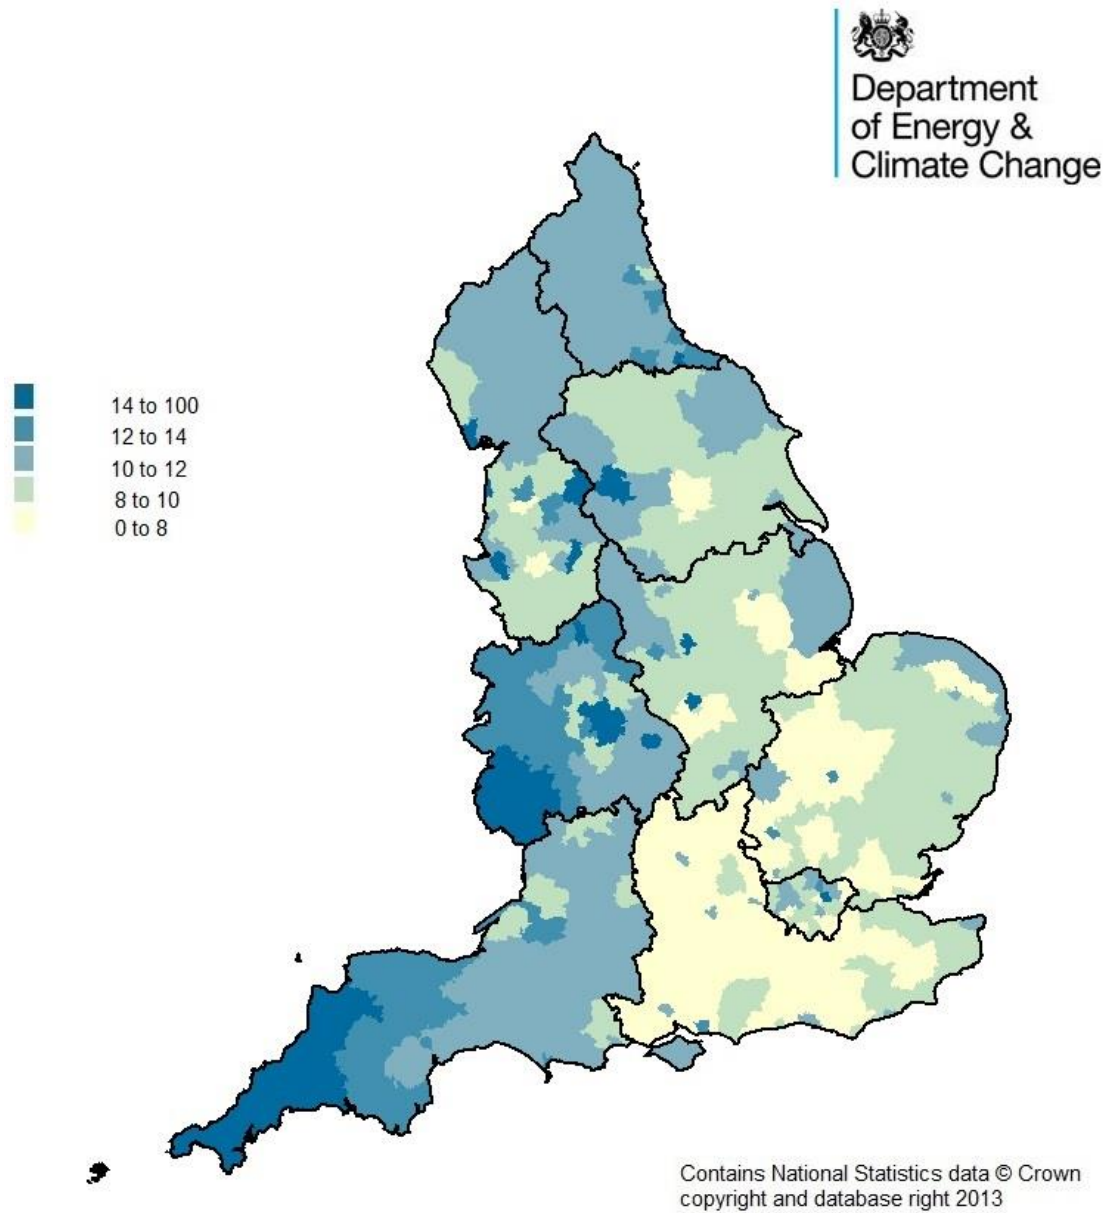 Department
of Energy &
Climate Change
14 to 100
12 to 14
10 to 12
8 to 10
0 to 8
Contains National Statistics data © Crown
copyright and database right 2013